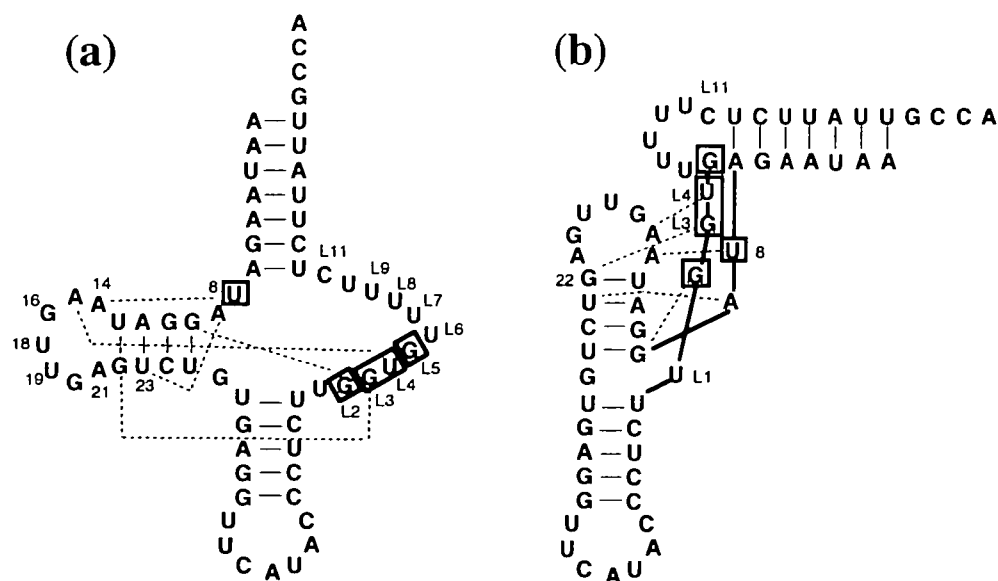 (a)
A
C
C
G
A U
A U
U A
A U
A U
G C
A U
L11 C U L9 U U L8 U L7 U L6
8 U A
14 16 G A A U A G G
18 U
19 U G A G U C U G
21 23
G L5 U L4 G L3 G L2 U
U U
G C
A U
G C
G C
U C
U A
C A U
(b)
L11
U U U U U C U C U U A U U G C C A
G A G A A U A A
L4 U
L3 G
U 8
G
A
U L1
G U U G A A
A
22 G U
U A
C G
U G
G
U U
G C
A U
G C
G C
U C
U A
C A U